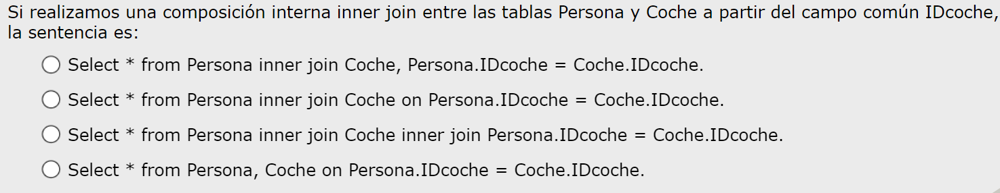 Si realizamos una composición interna inner join entre las tablas Persona y Coche a partir del campo común IDcoche,
la sentencia es:
Select * from Persona inner join Coche, Persona.IDcoche = Coche.IDcoche.
Select * from Persona inner join Coche on Persona.IDcoche = Coche.IDcoche.
Select * from Persona inner join Coche inner join Persona.IDcoche = Coche.IDcoche.
Select * from Persona, Coche on Persona.IDcoche = Coche.IDcoche.